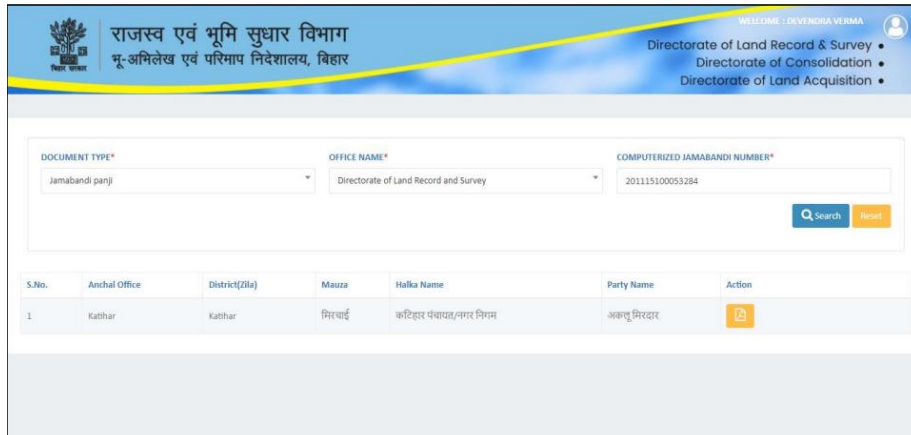 WELCOME : DEVENDRA VERMA
राजस्व एवं भूमि सुधार विभाग
भू-अभिलेख एवं परिमाप निदेशालय, बिहार
बिहार सरकार
Directorate of Land Record & Survey •
Directorate of Consolidation •
Directorate of Land Acquisition •
DOCUMENT TYPE* OFFICE NAME* COMPUTERIZED JAMABANDI NUMBER*
Jamabandi panji Directorate of Land Record and Survey 201115100053284
Search Reset
S.No. Anchal Office District(Zila) Mauza Halka Name Party Name Action
1 Katihar Katihar मिरचाई कटिहार पंचायत/नगर निगम अकलू मिरदार